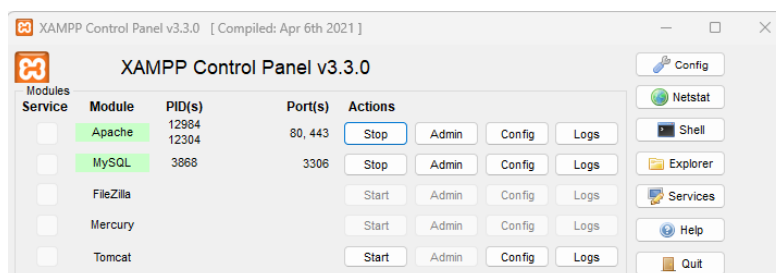 XAMPP Control Panel v3.3.0 [ Compiled: Apr 6th 2021 ]
XAMPP Control Panel v3.3.0
Config
Modules
Service Module PID(s) Port(s) Actions
Netstat
Apache 12984 12304 80, 443 Stop Admin Config Logs
Shell
MySQL 3868 3306 Stop Admin Config Logs
Explorer
FileZilla Start Admin Config Logs
Services
Mercury Start Admin Config Logs
Help
Tomcat Start Admin Config Logs
Quit